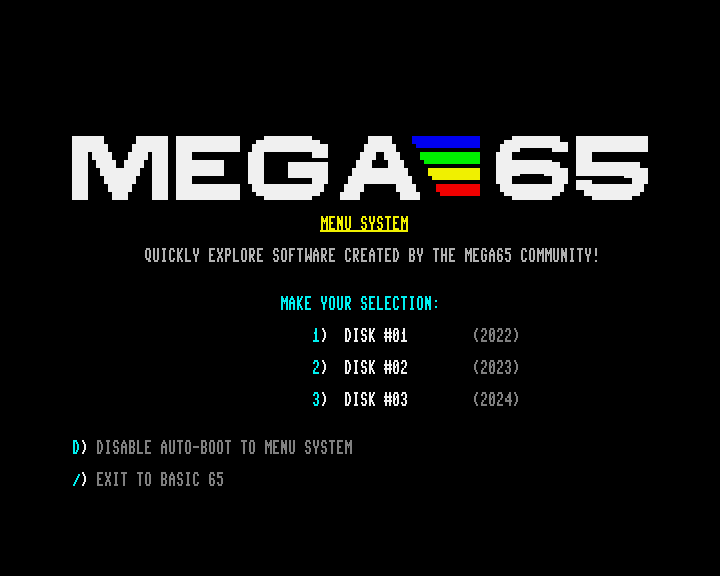 MEGA65
MENU SYSTEM
QUICKLY EXPLORE SOFTWARE CREATED BY THE MEGA65 COMMUNITY!
MAKE YOUR SELECTION:
1) DISK #01 (2022)
2) DISK #02 (2023)
3) DISK #03 (2024)
D) DISABLE AUTO-BOOT TO MENU SYSTEM
/) EXIT TO BASIC 65